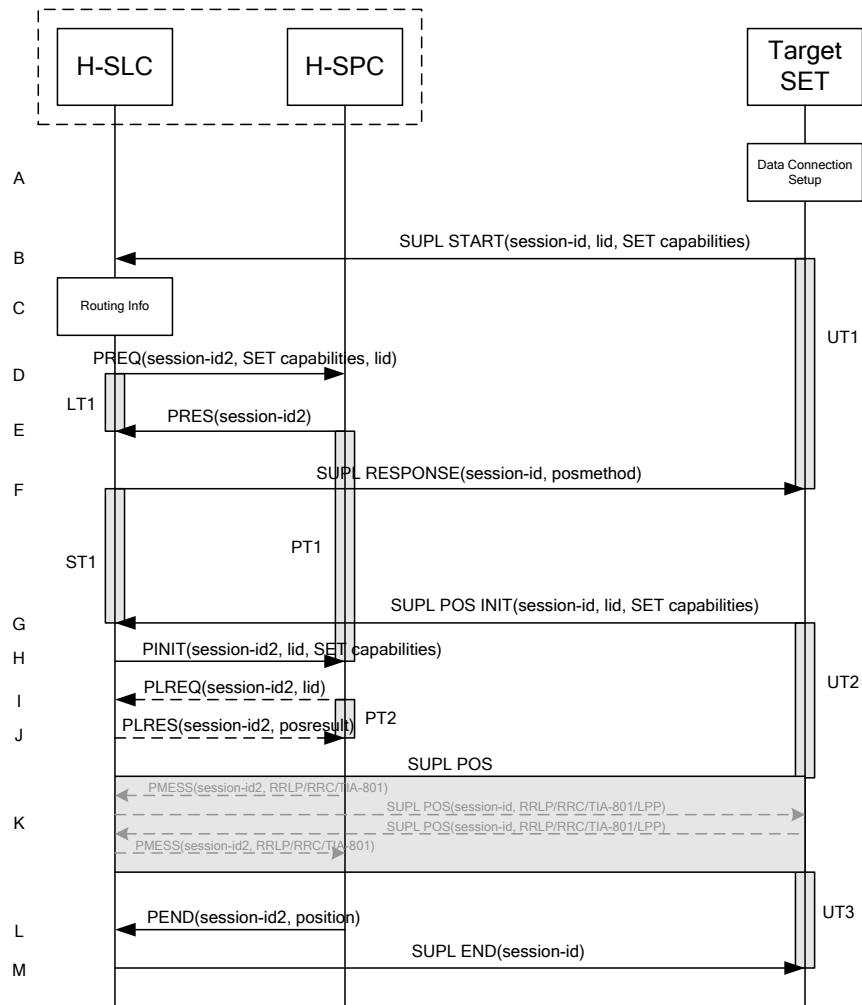 H-SLC
H-SPC
Target
SET
A
Data Connection
Setup
SUPL START(session-id, lid, SET capabilities)
B
C
Routing Info
UT1
PREQ(session-id2, SET capabilities, lid)
D
LT1
PRES(session-id2)
E
SUPL RESPONSE(session-id, posmethod)
F
PT1
ST1
SUPL POS INIT(session-id, lid, SET capabilities)
G
PINIT(session-id2, lid, SET capabilities)
H
PLREQ(session-id2, lid)
I
UT2
PLRES(session-id2, posresult)
PT2
J
SUPL POS
PMESS(session-id2, RRLP/RRC/TIA-801)
SUPL POS(session-id, RRLP/RRC/TIA-801/LPP)
K
SUPL POS(session-id, RRLP/RRC/TIA-801/LPP)
PMESS(session-id2, RRLP/RRC/TIA-801)
PEND(session-id2, position)
UT3
L
SUPL END(session-id)
M